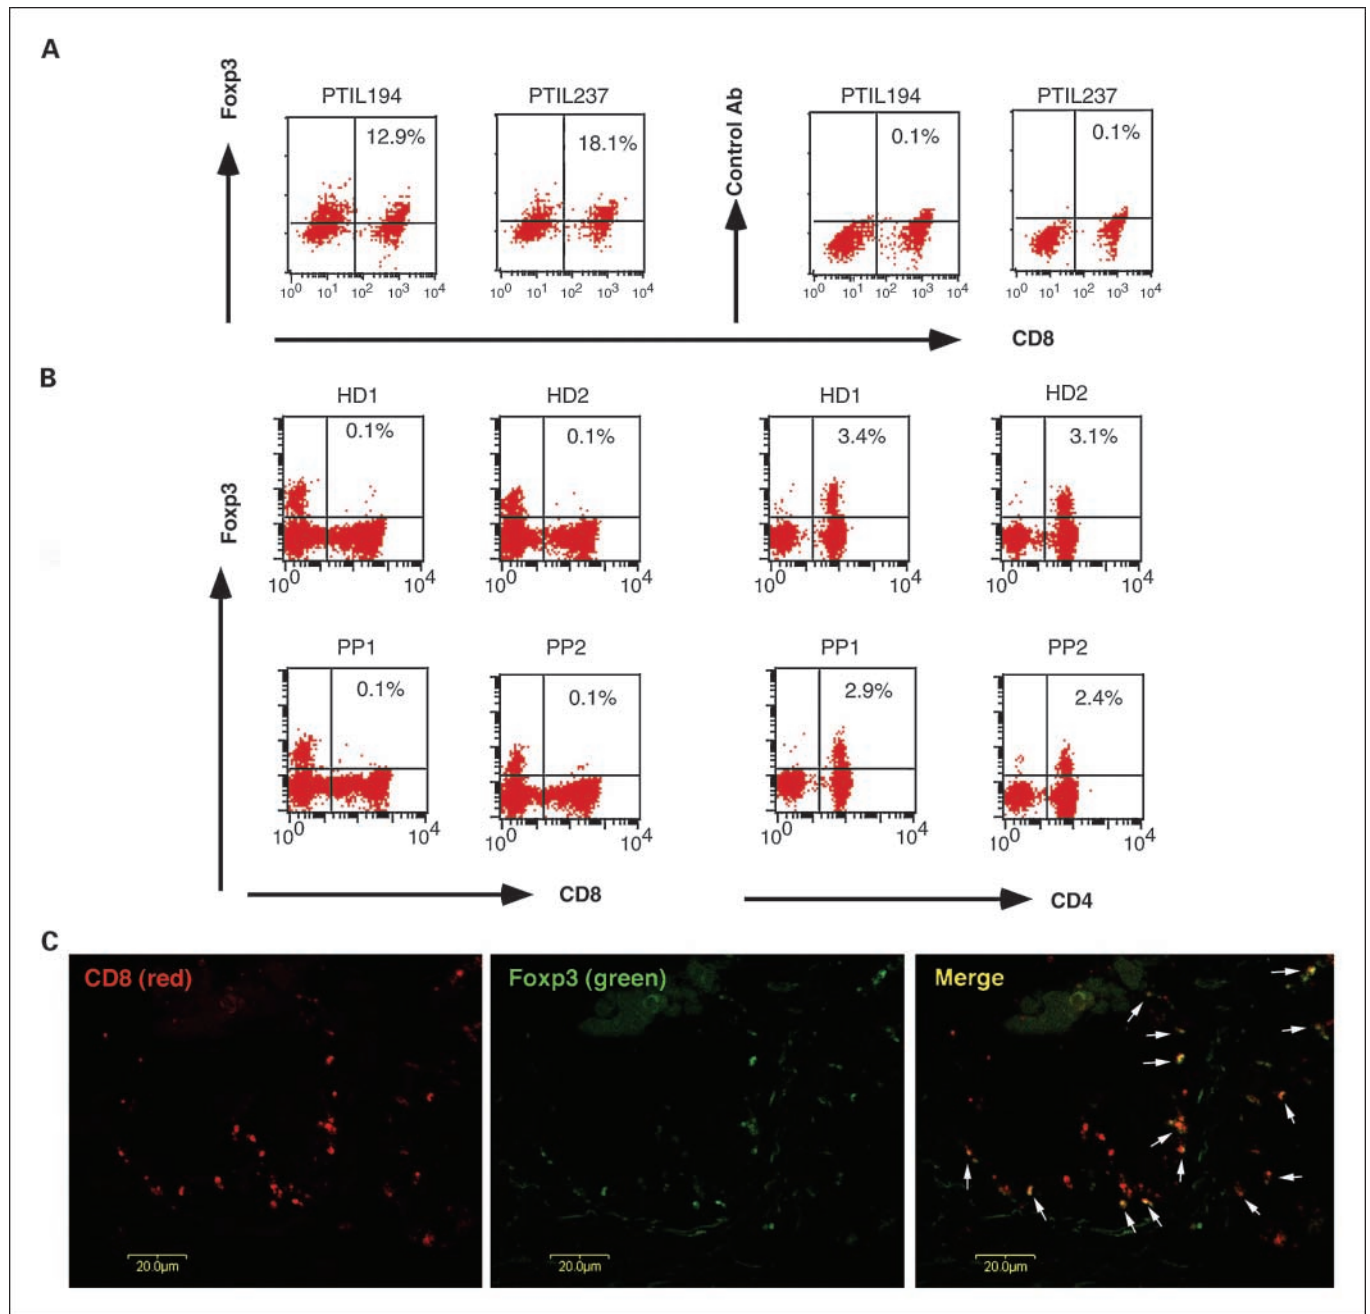 A
Foxp3
PTIL194
PTIL237
Control Ab
PTIL194
PTIL237
12.9%
18.1%
0.1%
0.1%
10⁰ 10¹ 10² 10³ 10⁴
10⁰ 10¹ 10² 10³ 10⁴
10⁰ 10¹ 10² 10³ 10⁴
10⁰ 10¹ 10² 10³ 10⁴
CD8
B
Foxp3
HD1
HD2
HD1
HD2
0.1%
0.1%
3.4%
3.1%
10⁰ 10⁴
10⁰ 10⁴
10⁰ 10⁴
10⁰ 10⁴
PP1
PP2
PP1
PP2
0.1%
0.1%
2.9%
2.4%
10⁰ 10⁴
10⁰ 10⁴
10⁰ 10⁴
10⁰ 10⁴
CD8
CD4
C
CD8 (red)
Foxp3 (green)
Merge
20.0µm
20.0µm
20.0µm